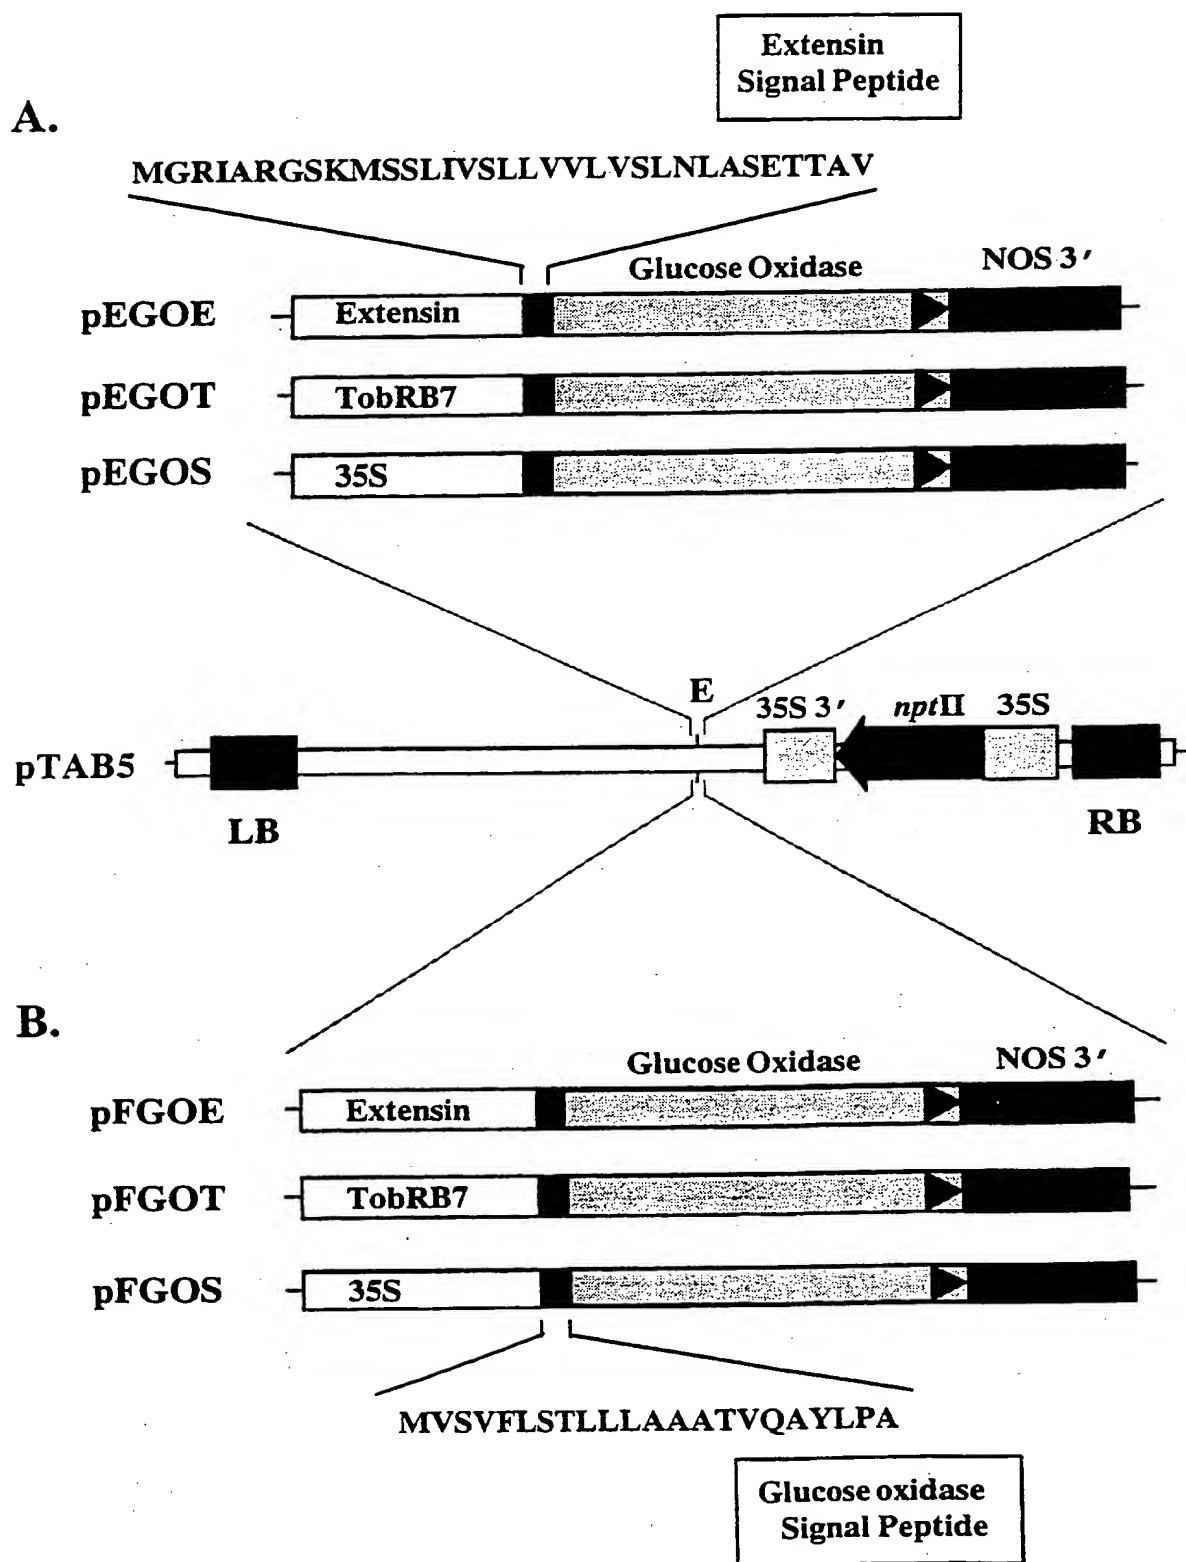 Extensin
Signal Peptide
A.
MGRIARGSKMSSLIVSLLVVLVSLNLASETTAV
Glucose Oxidase
NOS 3′
pEGOE
Extensin
pEGOT
TobRB7
pEGOS
35S
E
35S 3′
nptII
35S
pTAB5
LB
RB
B.
Glucose Oxidase
NOS 3′
pFGOE
Extensin
pFGOT
TobRB7
pFGOS
35S
MVSVFLSTLLLAAATVQAYLPA
Glucose oxidase
Signal Peptide